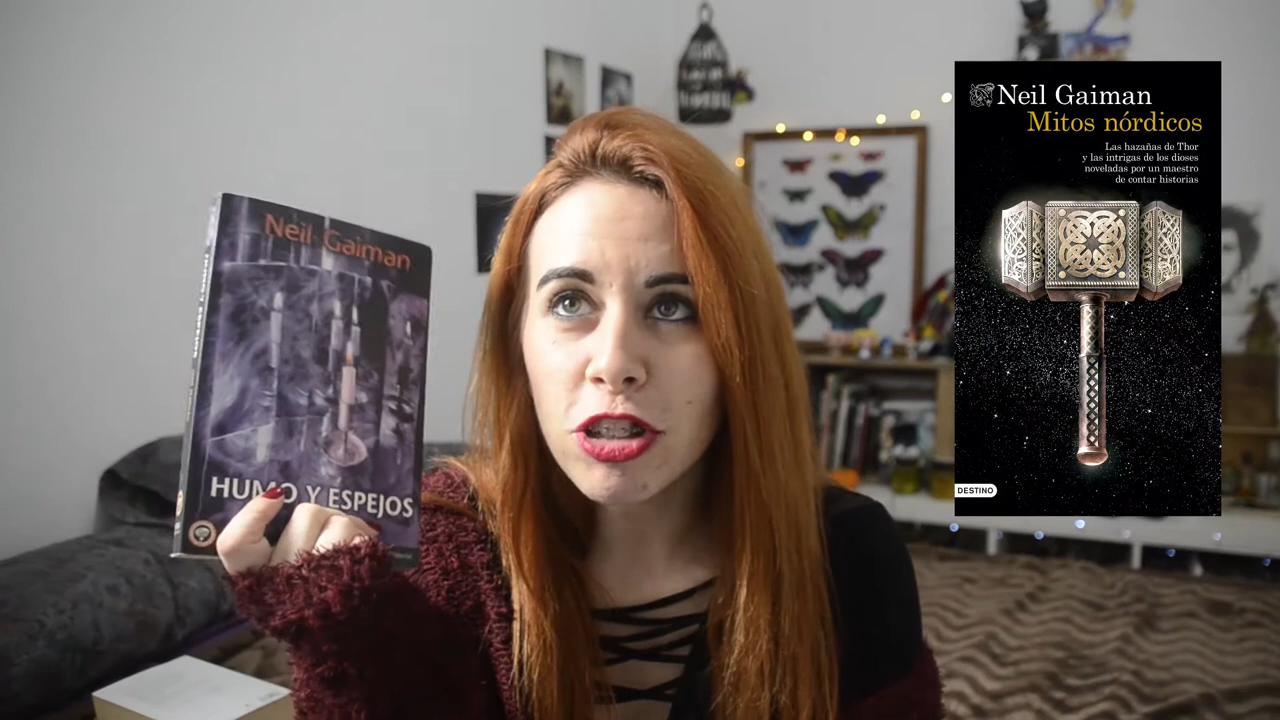 Neil Gaiman
HUMO Y ESPEJOS
Neil Gaiman
Mitos nórdicos
Las hazañas de Thor
y las intrigas de los dioses
noveladas por un maestro
de contar historias
DESTINO